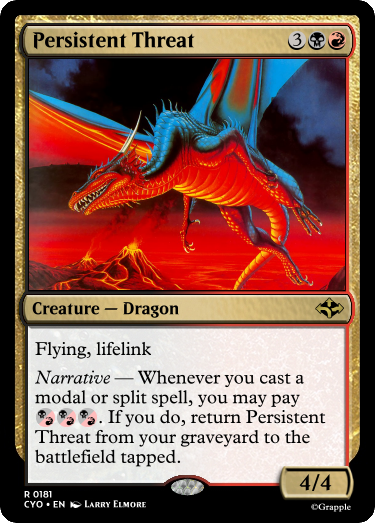 Persistent Threat 3
Creature — Dragon
Flying, lifelink
Narrative — Whenever you cast a
modal or split spell, you may pay
. If you do, return Persistent
Threat from your graveyard to the
battlefield tapped.
4/4
R 0181
CYO • EN Larry Elmore
©Grapple